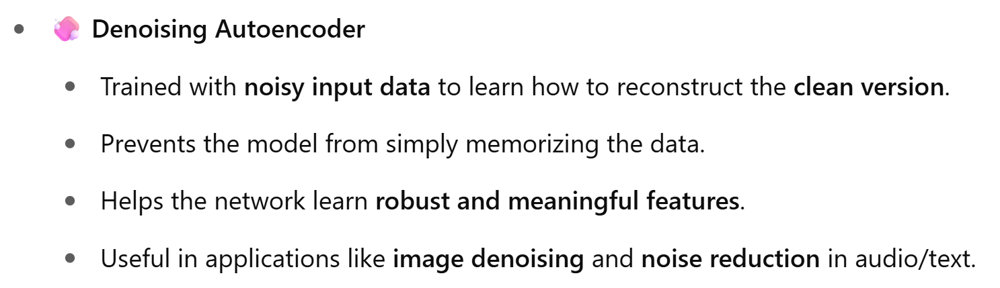 Denoising Autoencoder
Trained with noisy input data to learn how to reconstruct the clean version.
Prevents the model from simply memorizing the data.
Helps the network learn robust and meaningful features.
Useful in applications like image denoising and noise reduction in audio/text.